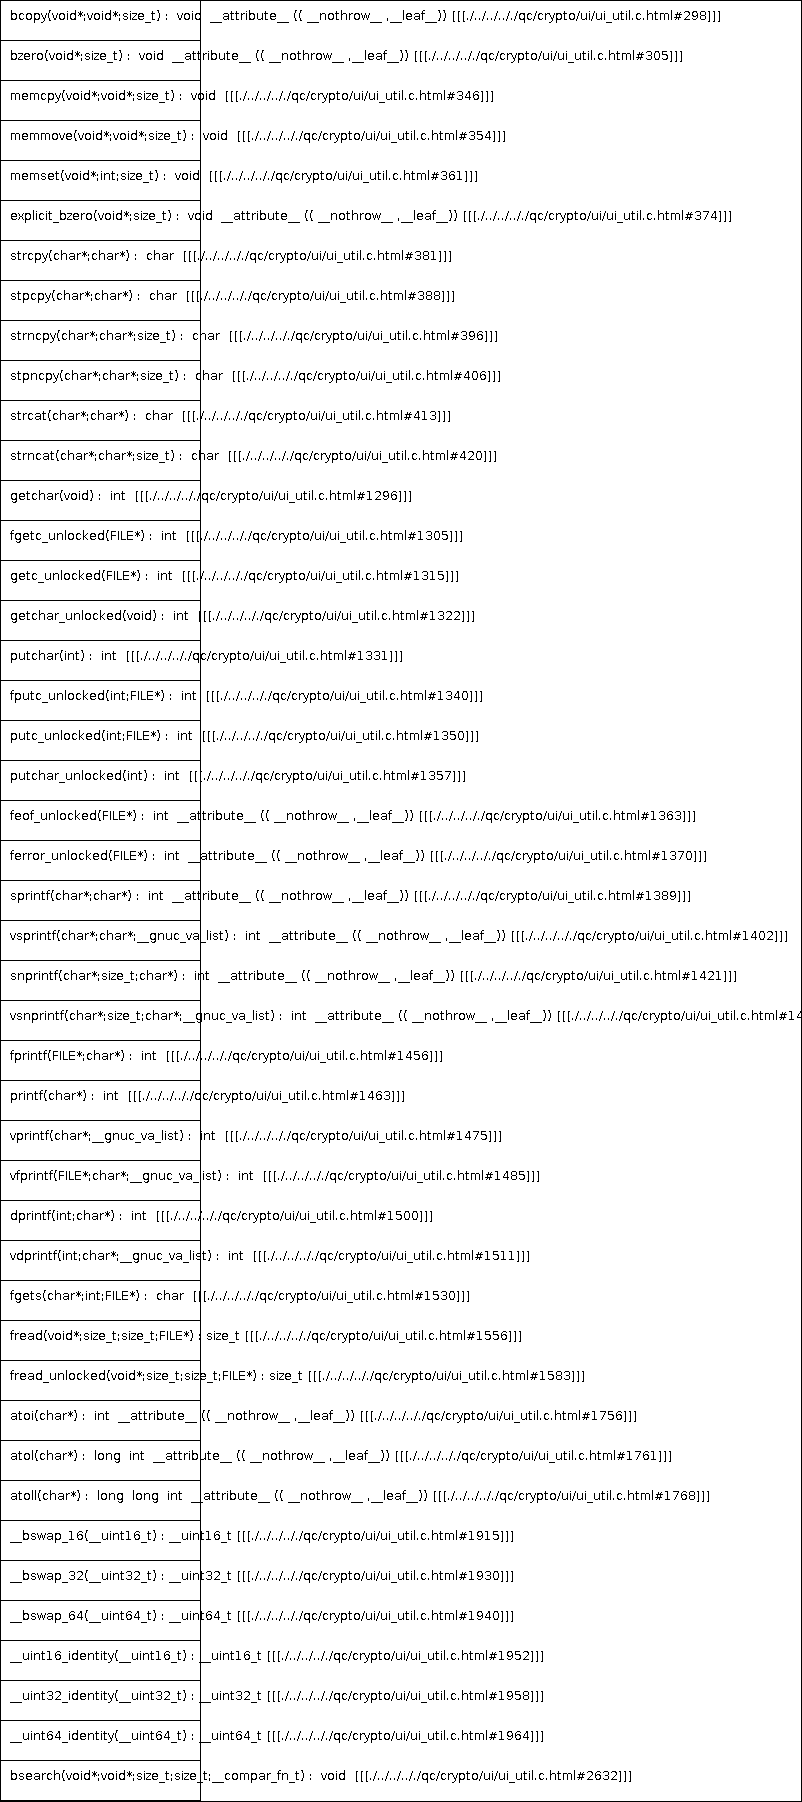 bcopy(void*;void*;size_t) :  void  __attribute__ (( __nothrow__ ,__leaf__)) [[[./../../.././qc/crypto/ui/ui_util.c.html#298]]]
bzero(void*;size_t) :  void  __attribute__ (( __nothrow__ ,__leaf__)) [[[./../../.././qc/crypto/ui/ui_util.c.html#305]]]
memcpy(void*;void*;size_t) :  void  [[[./../../.././qc/crypto/ui/ui_util.c.html#346]]]
memmove(void*;void*;size_t) :  void  [[[./../../.././qc/crypto/ui/ui_util.c.html#354]]]
memset(void*;int;size_t) :  void  [[[./../../.././qc/crypto/ui/ui_util.c.html#361]]]
explicit_bzero(void*;size_t) :  void  __attribute__ (( __nothrow__ ,__leaf__)) [[[./../../.././qc/crypto/ui/ui_util.c.html#374]]]
strcpy(char*;char*) :  char  [[[./../../.././qc/crypto/ui/ui_util.c.html#381]]]
stpcpy(char*;char*) :  char  [[[./../../.././qc/crypto/ui/ui_util.c.html#388]]]
strncpy(char*;char*;size_t) :  char  [[[./../../.././qc/crypto/ui/ui_util.c.html#396]]]
stpncpy(char*;char*;size_t) :  char  [[[./../../.././qc/crypto/ui/ui_util.c.html#406]]]
strcat(char*;char*) :  char  [[[./../../.././qc/crypto/ui/ui_util.c.html#413]]]
strncat(char*;char*;size_t) :  char  [[[./../../.././qc/crypto/ui/ui_util.c.html#420]]]
getchar(void) :  int  [[[./../../.././qc/crypto/ui/ui_util.c.html#1296]]]
fgetc_unlocked(FILE*) :  int  [[[./../../.././qc/crypto/ui/ui_util.c.html#1305]]]
getc_unlocked(FILE*) :  int  [[[./../../.././qc/crypto/ui/ui_util.c.html#1315]]]
getchar_unlocked(void) :  int  [[[./../../.././qc/crypto/ui/ui_util.c.html#1322]]]
putchar(int) :  int  [[[./../../.././qc/crypto/ui/ui_util.c.html#1331]]]
fputc_unlocked(int;FILE*) :  int  [[[./../../.././qc/crypto/ui/ui_util.c.html#1340]]]
putc_unlocked(int;FILE*) :  int  [[[./../../.././qc/crypto/ui/ui_util.c.html#1350]]]
putchar_unlocked(int) :  int  [[[./../../.././qc/crypto/ui/ui_util.c.html#1357]]]
feof_unlocked(FILE*) :  int  __attribute__ (( __nothrow__ ,__leaf__)) [[[./../../.././qc/crypto/ui/ui_util.c.html#1363]]]
ferror_unlocked(FILE*) :  int  __attribute__ (( __nothrow__ ,__leaf__)) [[[./../../.././qc/crypto/ui/ui_util.c.html#1370]]]
sprintf(char*;char*) :  int  __attribute__ (( __nothrow__ ,__leaf__)) [[[./../../.././qc/crypto/ui/ui_util.c.html#1389]]]
vsprintf(char*;char*;__gnuc_va_list) :  int  __attribute__ (( __nothrow__ ,__leaf__)) [[[./../../.././qc/crypto/ui/ui_util.c.html#1402]]]
snprintf(char*;size_t;char*) :  int  __attribute__ (( __nothrow__ ,__leaf__)) [[[./../../.././qc/crypto/ui/ui_util.c.html#1421]]]
vsnprintf(char*;size_t;char*;__gnuc_va_list) :  int  __attribute__ (( __nothrow__ ,__leaf__)) [[[./../../.././qc/crypto/ui/ui_util.c.html#14
fprintf(FILE*;char*) :  int  [[[./../../.././qc/crypto/ui/ui_util.c.html#1456]]]
printf(char*) :  int  [[[./../../.././qc/crypto/ui/ui_util.c.html#1463]]]
vprintf(char*;__gnuc_va_list) :  int  [[[./../../.././qc/crypto/ui/ui_util.c.html#1475]]]
vfprintf(FILE*;char*;__gnuc_va_list) :  int  [[[./../../.././qc/crypto/ui/ui_util.c.html#1485]]]
dprintf(int;char*) :  int  [[[./../../.././qc/crypto/ui/ui_util.c.html#1500]]]
vdprintf(int;char*;__gnuc_va_list) :  int  [[[./../../.././qc/crypto/ui/ui_util.c.html#1511]]]
fgets(char*;int;FILE*) :  char  [[[./../../.././qc/crypto/ui/ui_util.c.html#1530]]]
fread(void*;size_t;size_t;FILE*) : size_t [[[./../../.././qc/crypto/ui/ui_util.c.html#1556]]]
fread_unlocked(void*;size_t;size_t;FILE*) : size_t [[[./../../.././qc/crypto/ui/ui_util.c.html#1583]]]
atoi(char*) :  int  __attribute__ (( __nothrow__ ,__leaf__)) [[[./../../.././qc/crypto/ui/ui_util.c.html#1756]]]
atol(char*) :  long  int  __attribute__ (( __nothrow__ ,__leaf__)) [[[./../../.././qc/crypto/ui/ui_util.c.html#1761]]]
atoll(char*) :  long  long  int  __attribute__ (( __nothrow__ ,__leaf__)) [[[./../../.././qc/crypto/ui/ui_util.c.html#1768]]]
__bswap_16(__uint16_t) : __uint16_t [[[./../../.././qc/crypto/ui/ui_util.c.html#1915]]]
__bswap_32(__uint32_t) : __uint32_t [[[./../../.././qc/crypto/ui/ui_util.c.html#1930]]]
__bswap_64(__uint64_t) : __uint64_t [[[./../../.././qc/crypto/ui/ui_util.c.html#1940]]]
__uint16_identity(__uint16_t) : __uint16_t [[[./../../.././qc/crypto/ui/ui_util.c.html#1952]]]
__uint32_identity(__uint32_t) : __uint32_t [[[./../../.././qc/crypto/ui/ui_util.c.html#1958]]]
__uint64_identity(__uint64_t) : __uint64_t [[[./../../.././qc/crypto/ui/ui_util.c.html#1964]]]
bsearch(void*;void*;size_t;size_t;__compar_fn_t) :  void  [[[./../../.././qc/crypto/ui/ui_util.c.html#2632]]]